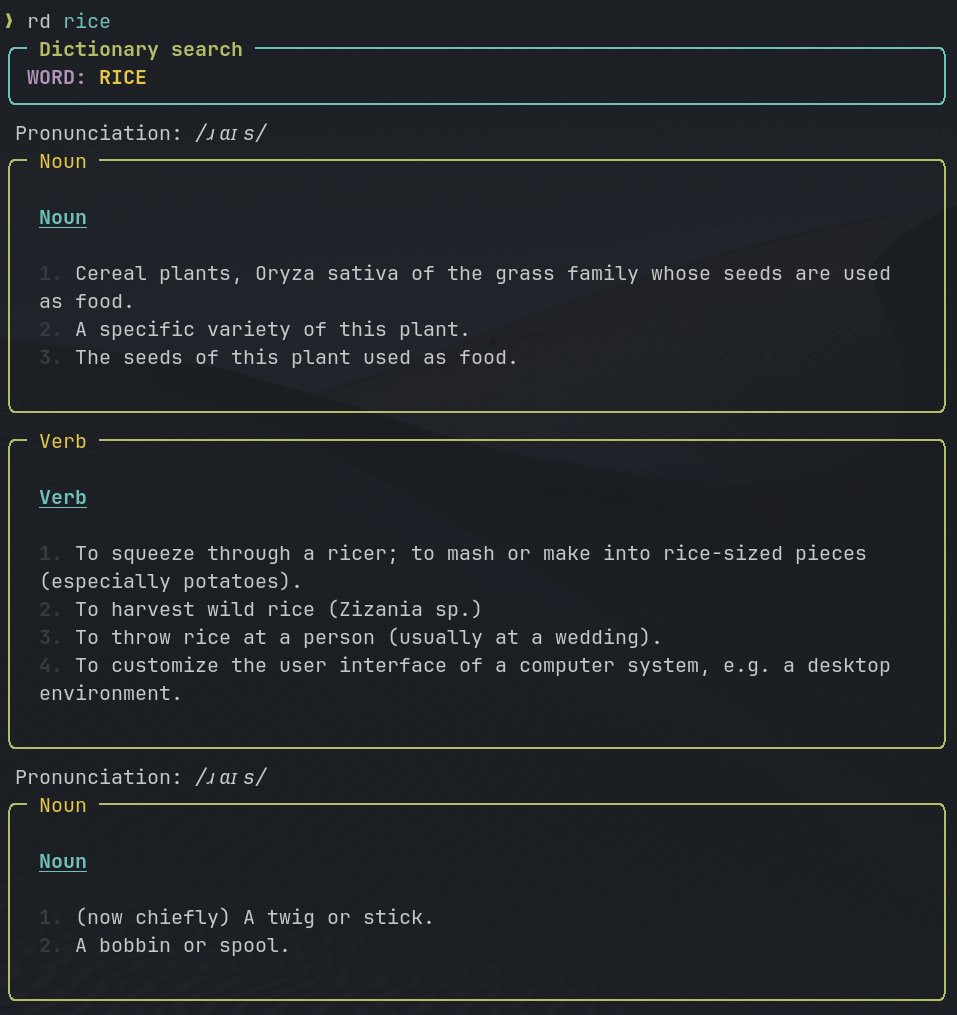 ❯ rd rice
Dictionary search
WORD: RICE
Pronunciation: /ɹaɪs/
Noun
Noun
1. Cereal plants, Oryza sativa of the grass family whose seeds are used
as food.
2. A specific variety of this plant.
3. The seeds of this plant used as food.
Verb
Verb
1. To squeeze through a ricer; to mash or make into rice-sized pieces
(especially potatoes).
2. To harvest wild rice (Zizania sp.)
3. To throw rice at a person (usually at a wedding).
4. To customize the user interface of a computer system, e.g. a desktop
environment.
Pronunciation: /ɹaɪs/
Noun
Noun
1. (now chiefly) A twig or stick.
2. A bobbin or spool.